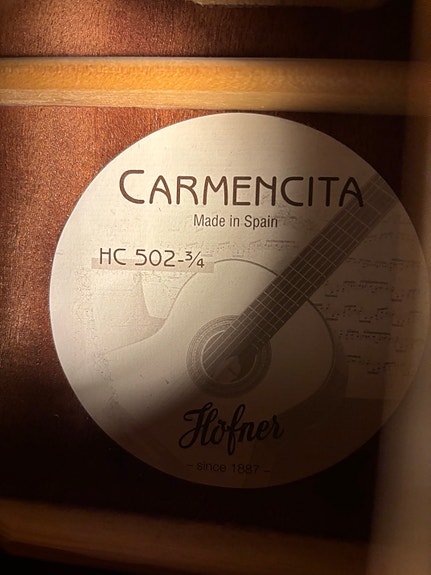 CARMENCITA
Made in Spain
HC 502-¾
Höfner
– since 1887 –